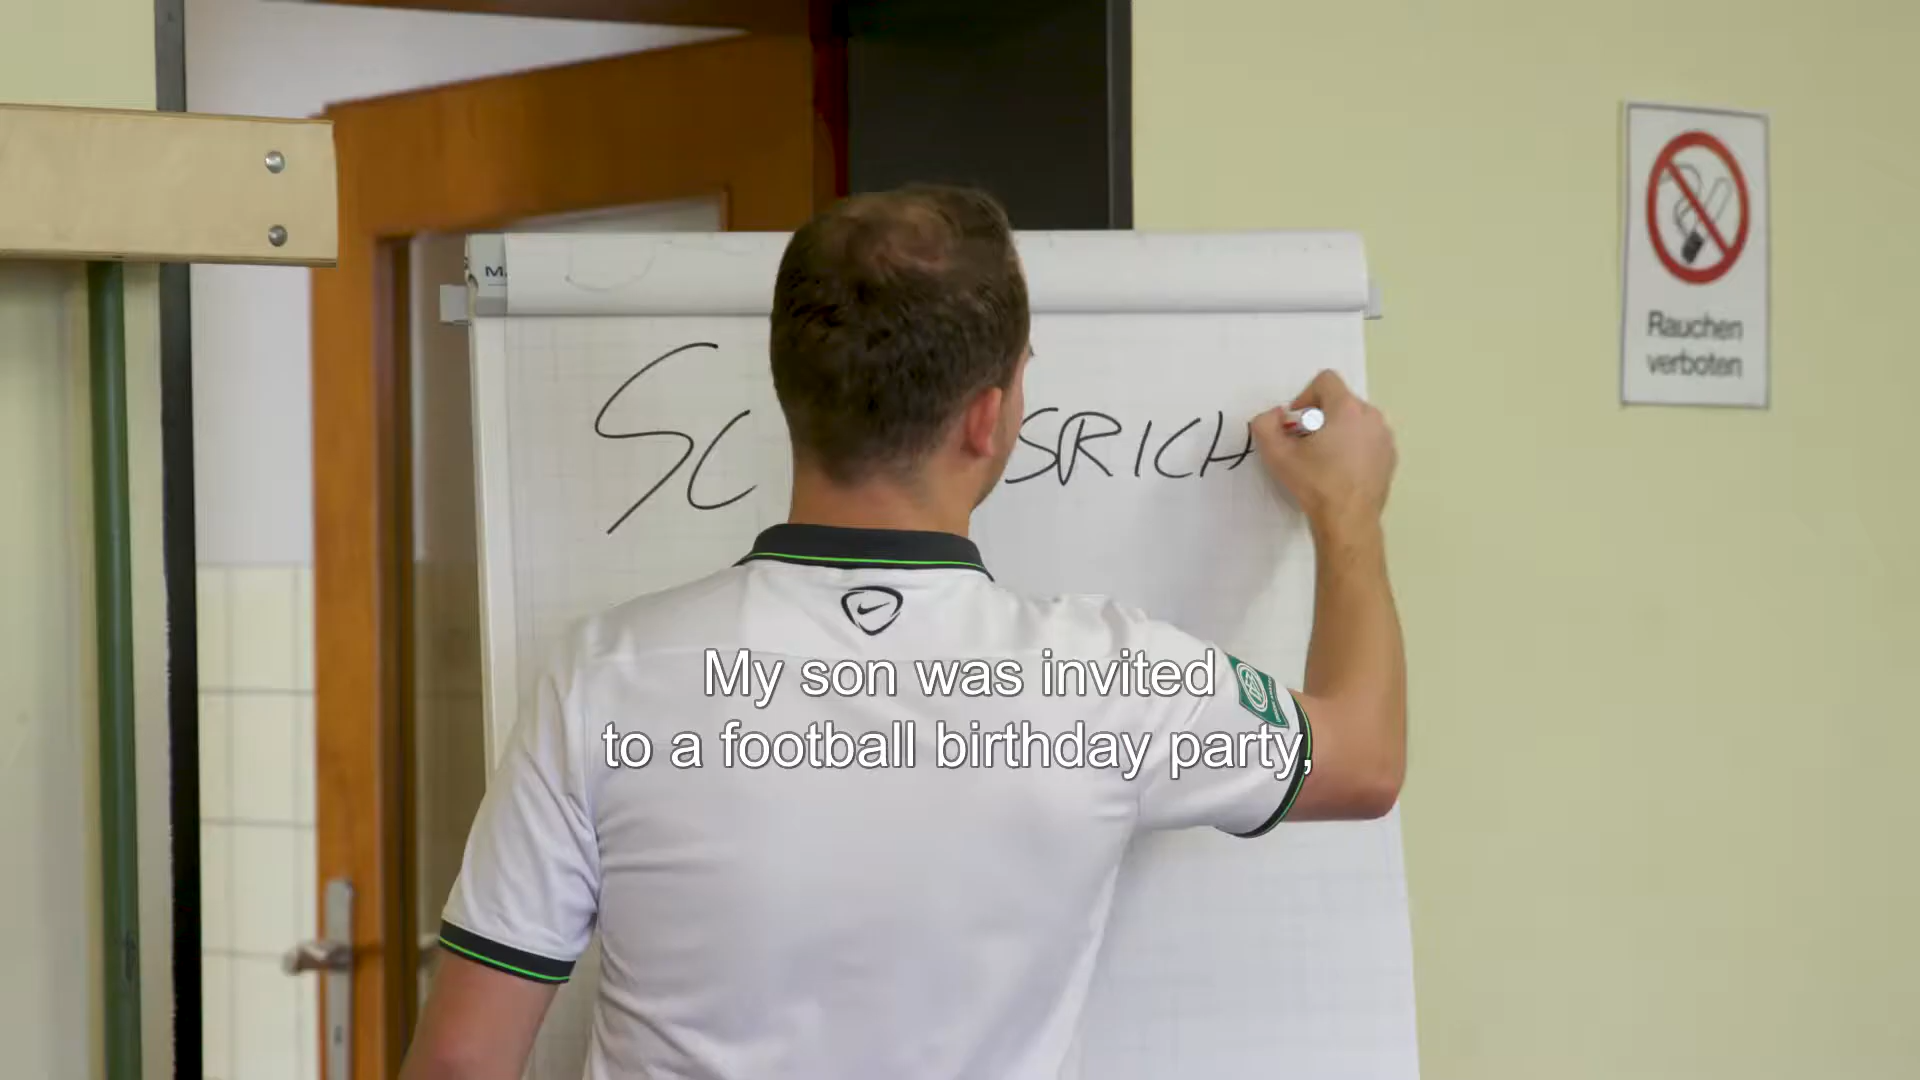 M
SC SRICH
Rauchen
verboten
My son was invited
to a football birthday party,